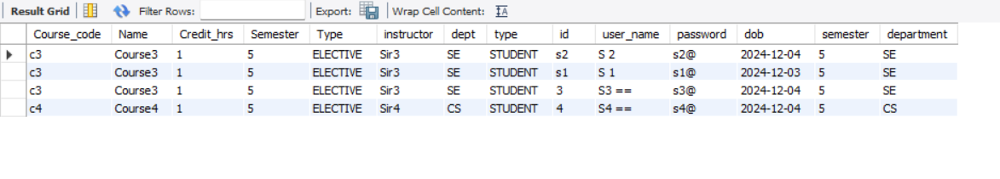 Result Grid Filter Rows: Export: Wrap Cell Content: IA
Course_code Name Credit_hrs Semester Type instructor dept type id user_name password dob semester department
c3 Course3 1 5 ELECTIVE Sir3 SE STUDENT s2 S 2 s2@ 2024-12-04 5 SE
c3 Course3 1 5 ELECTIVE Sir3 SE STUDENT s1 S 1 s1@ 2024-12-03 5 SE
c3 Course3 1 5 ELECTIVE Sir3 SE STUDENT 3 S3 == s3@ 2024-12-04 5 SE
c4 Course4 1 5 ELECTIVE Sir4 CS STUDENT 4 S4 == s4@ 2024-12-04 5 CS